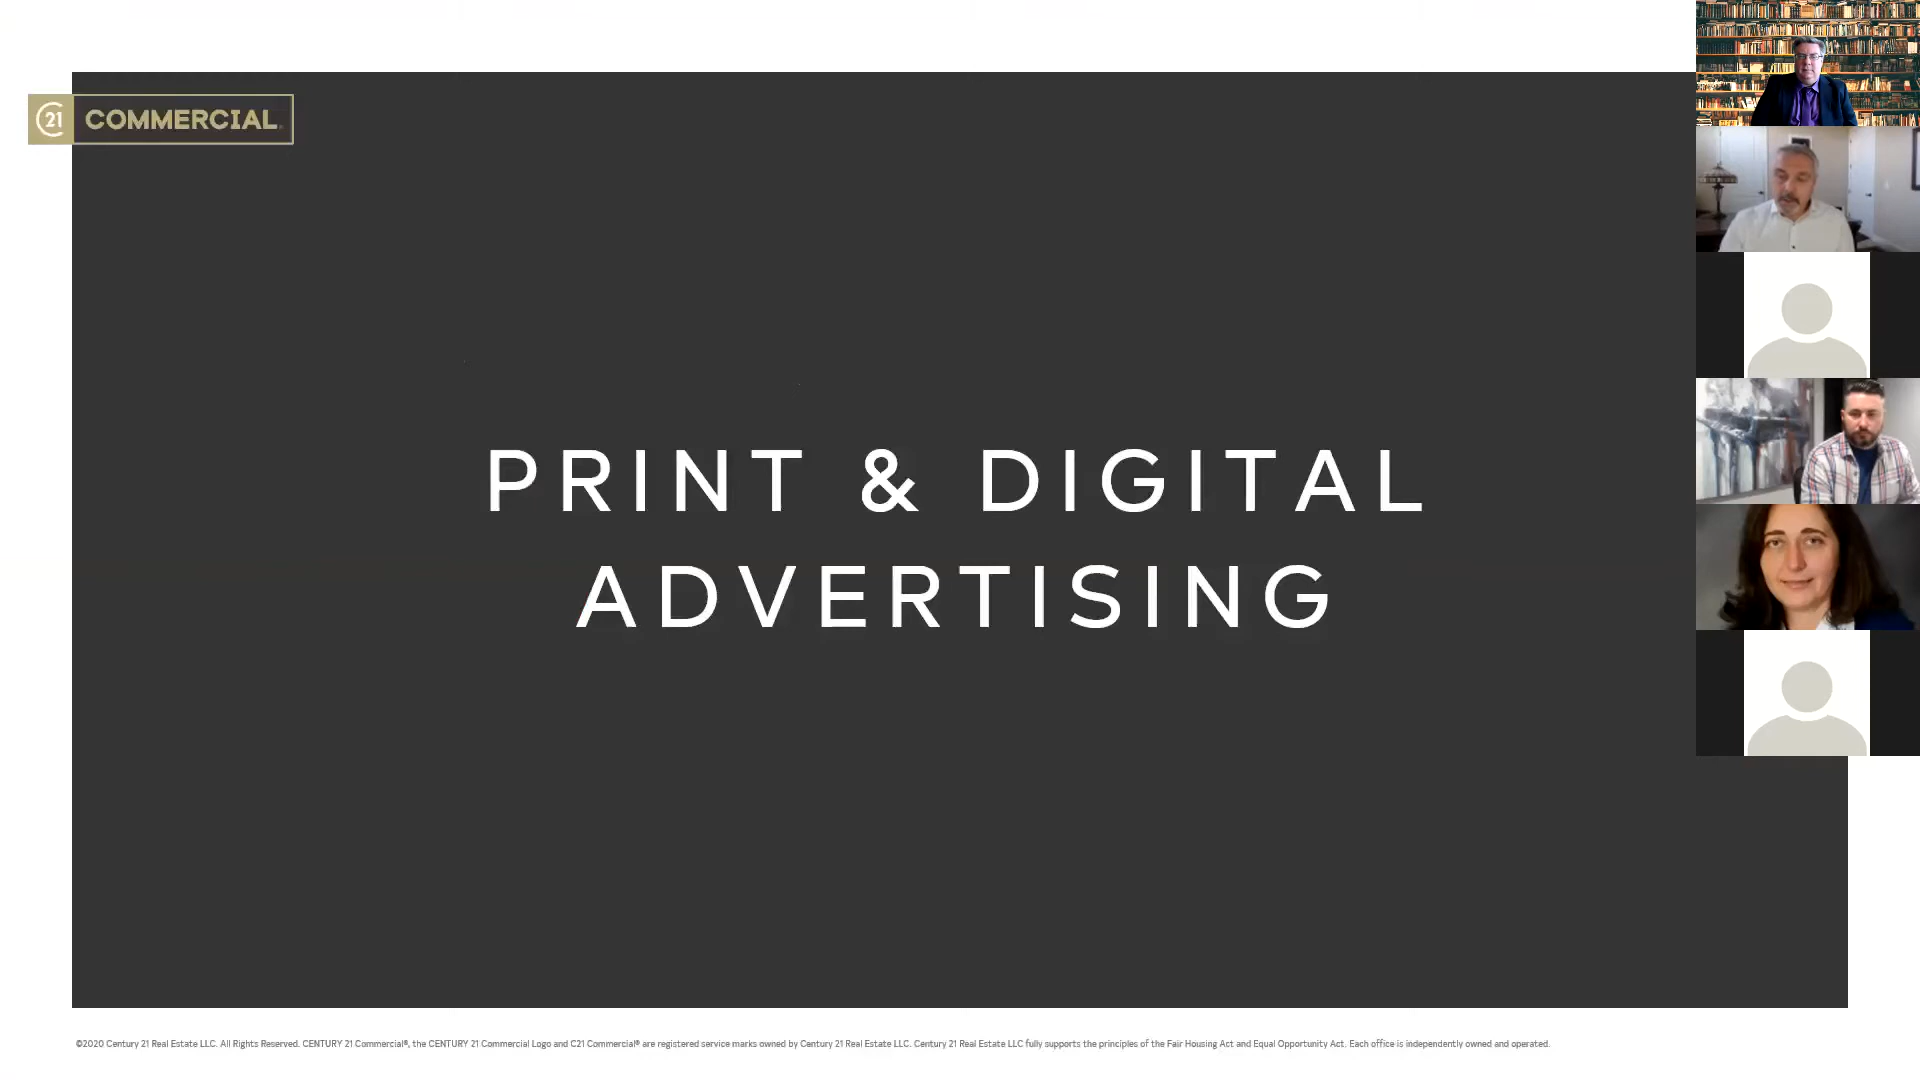 C21 COMMERCIAL
PRINT & DIGITAL
ADVERTISING
©2020 Century 21 Real Estate LLC. All Rights Reserved. CENTURY 21 Commercial®, the CENTURY 21 Commercial Logo and C21 Commercial® are registered service marks owned by Century 21 Real Estate LLC. Century 21 Real Estate LLC fully supports the principles of the Fair Housing Act and Equal Opportunity Act. Each office is independently owned and operated.